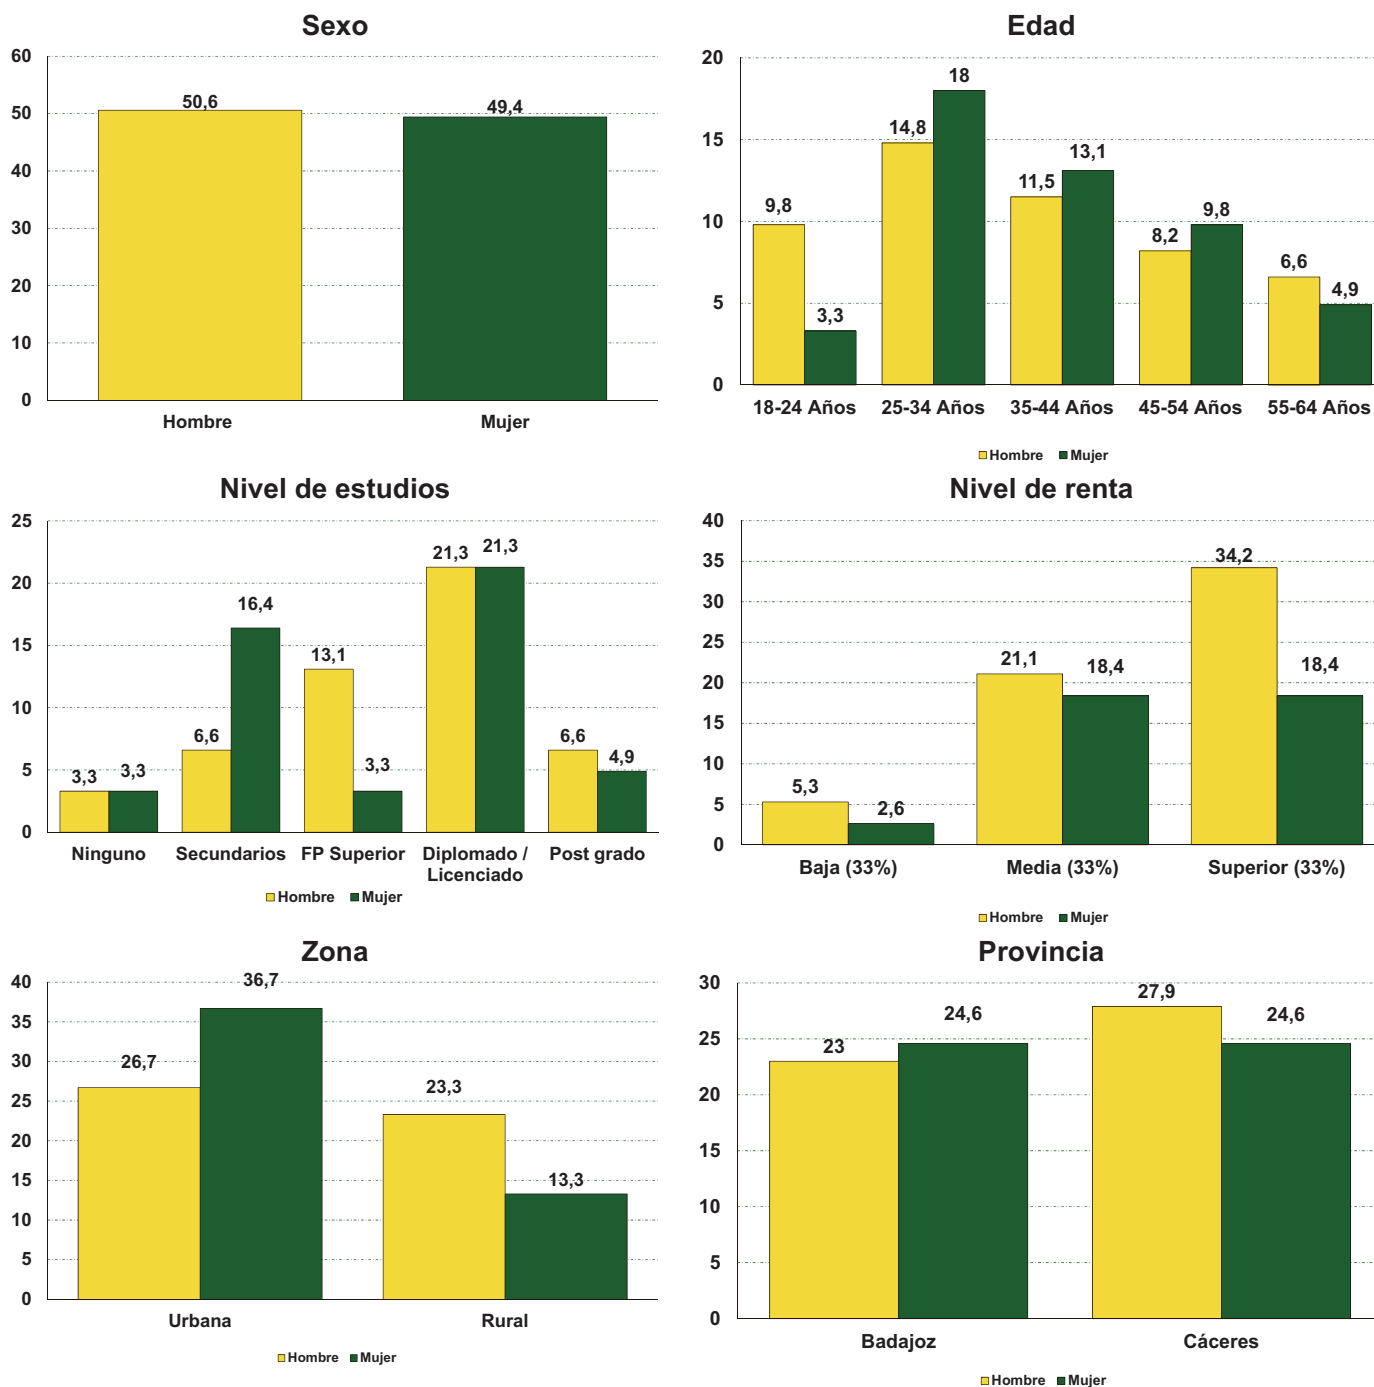 Sexo
60
50
40
30
20
10
0
50,6
49,4
Hombre
Mujer
Edad
20
15
10
5
0
9,8
3,3
14,8
18
11,5
13,1
8,2
9,8
6,6
4,9
18-24 Años
25-34 Años
35-44 Años
45-54 Años
55-64 Años
Hombre
Mujer
Nivel de estudios
25
20
15
10
5
0
3,3
3,3
6,6
16,4
13,1
3,3
21,3
21,3
6,6
4,9
Ninguno
Secundarios
FP Superior
Diplomado /
Licenciado
Post grado
Hombre
Mujer
Nivel de renta
40
35
30
25
20
15
10
5
0
5,3
2,6
21,1
18,4
34,2
18,4
Baja (33%)
Media (33%)
Superior (33%)
Hombre
Mujer
Zona
40
35
30
25
20
15
10
5
0
26,7
36,7
23,3
13,3
Urbana
Rural
Hombre
Mujer
Provincia
30
25
20
15
10
5
0
23
24,6
27,9
24,6
Badajoz
Cáceres
Hombre
Mujer